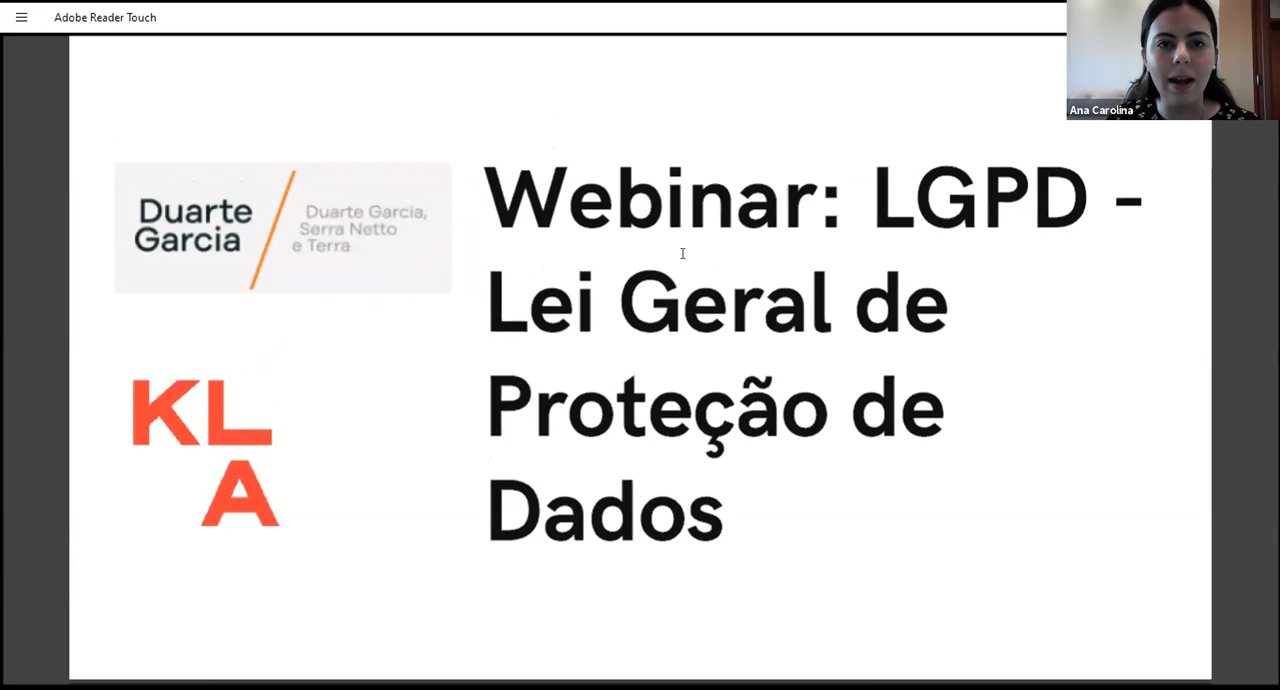 Adobe Reader Touch
Ana Carolina
Duarte
Garcia
Duarte Garcia,
Serra Netto
e Terra
Webinar: LGPD -
Lei Geral de
Proteção de
Dados
KL
A